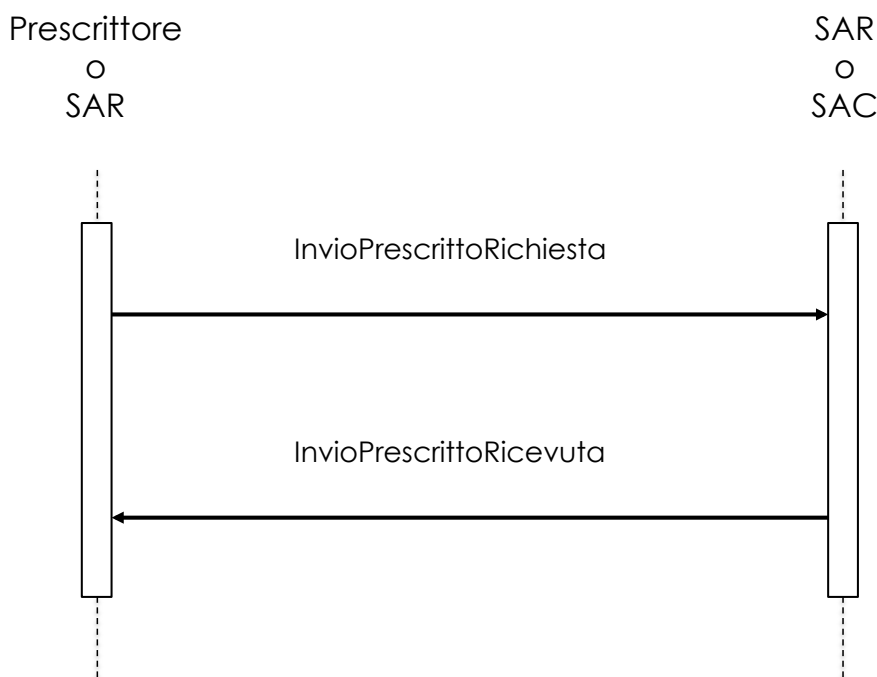 Prescrittore
o
SAR
SAR
o
SAC
InvioPrescrittoRichiesta
InvioPrescrittoRicevuta